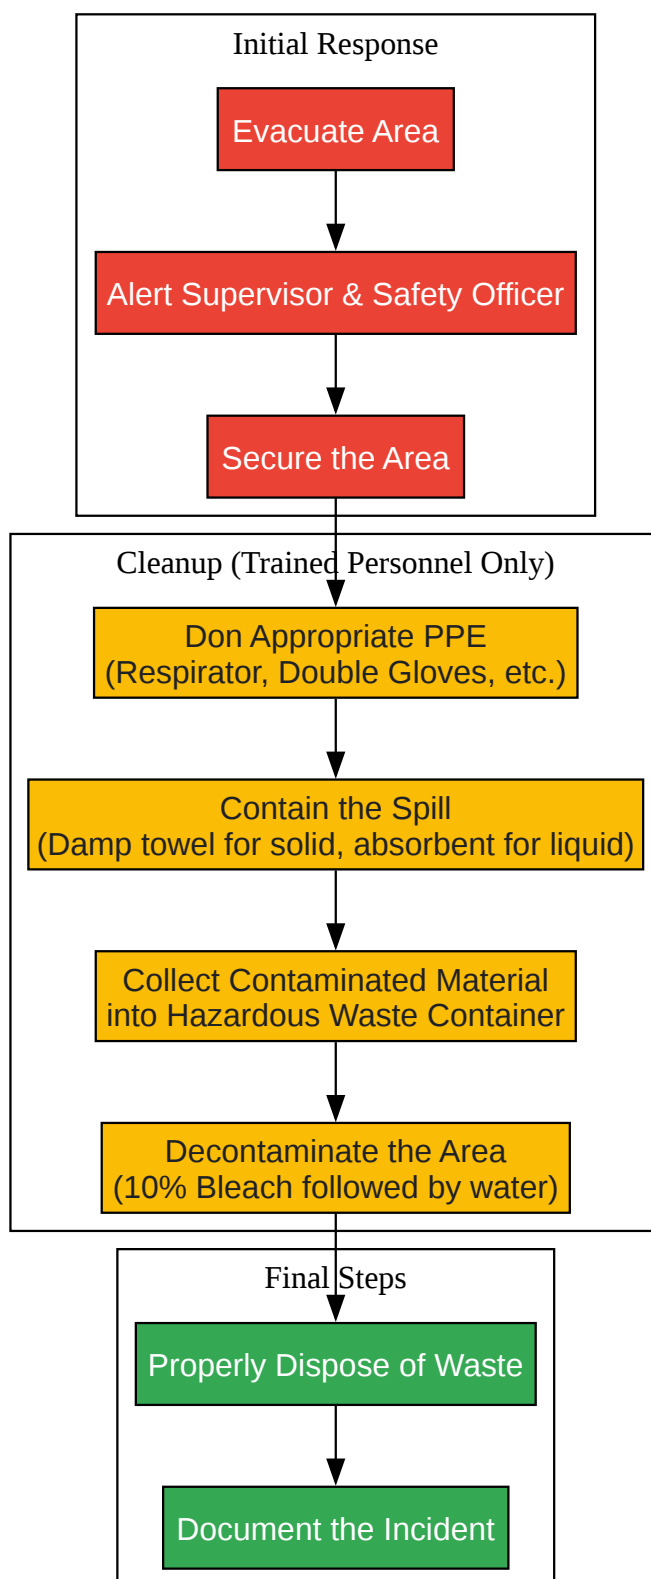 Initial Response
Evacuate Area
Alert Supervisor & Safety Officer
Secure the Area
Cleanup (Trained Personnel Only)
Don Appropriate PPE
(Respirator, Double Gloves, etc.)
Contain the Spill
(Damp towel for solid, absorbent for liquid)
Collect Contaminated Material
into Hazardous Waste Container
Decontaminate the Area
(10% Bleach followed by water)
Final Steps
Properly Dispose of Waste
Document the Incident